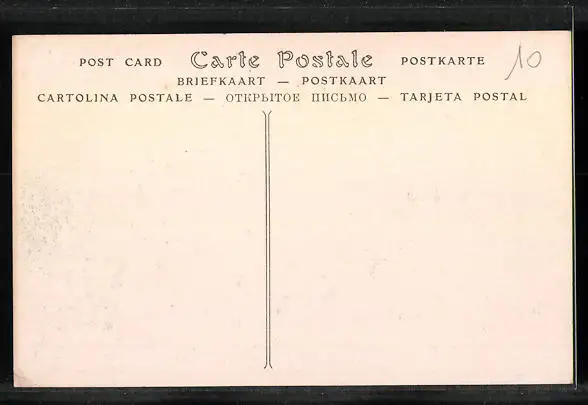 POST CARD Carte Postale POSTKARTE 10
BRIEFKAART — POSTKAART
CARTOLINA POSTALE — ОТКРЫТОЕ ПИСЬМО — TARJETA POSTAL